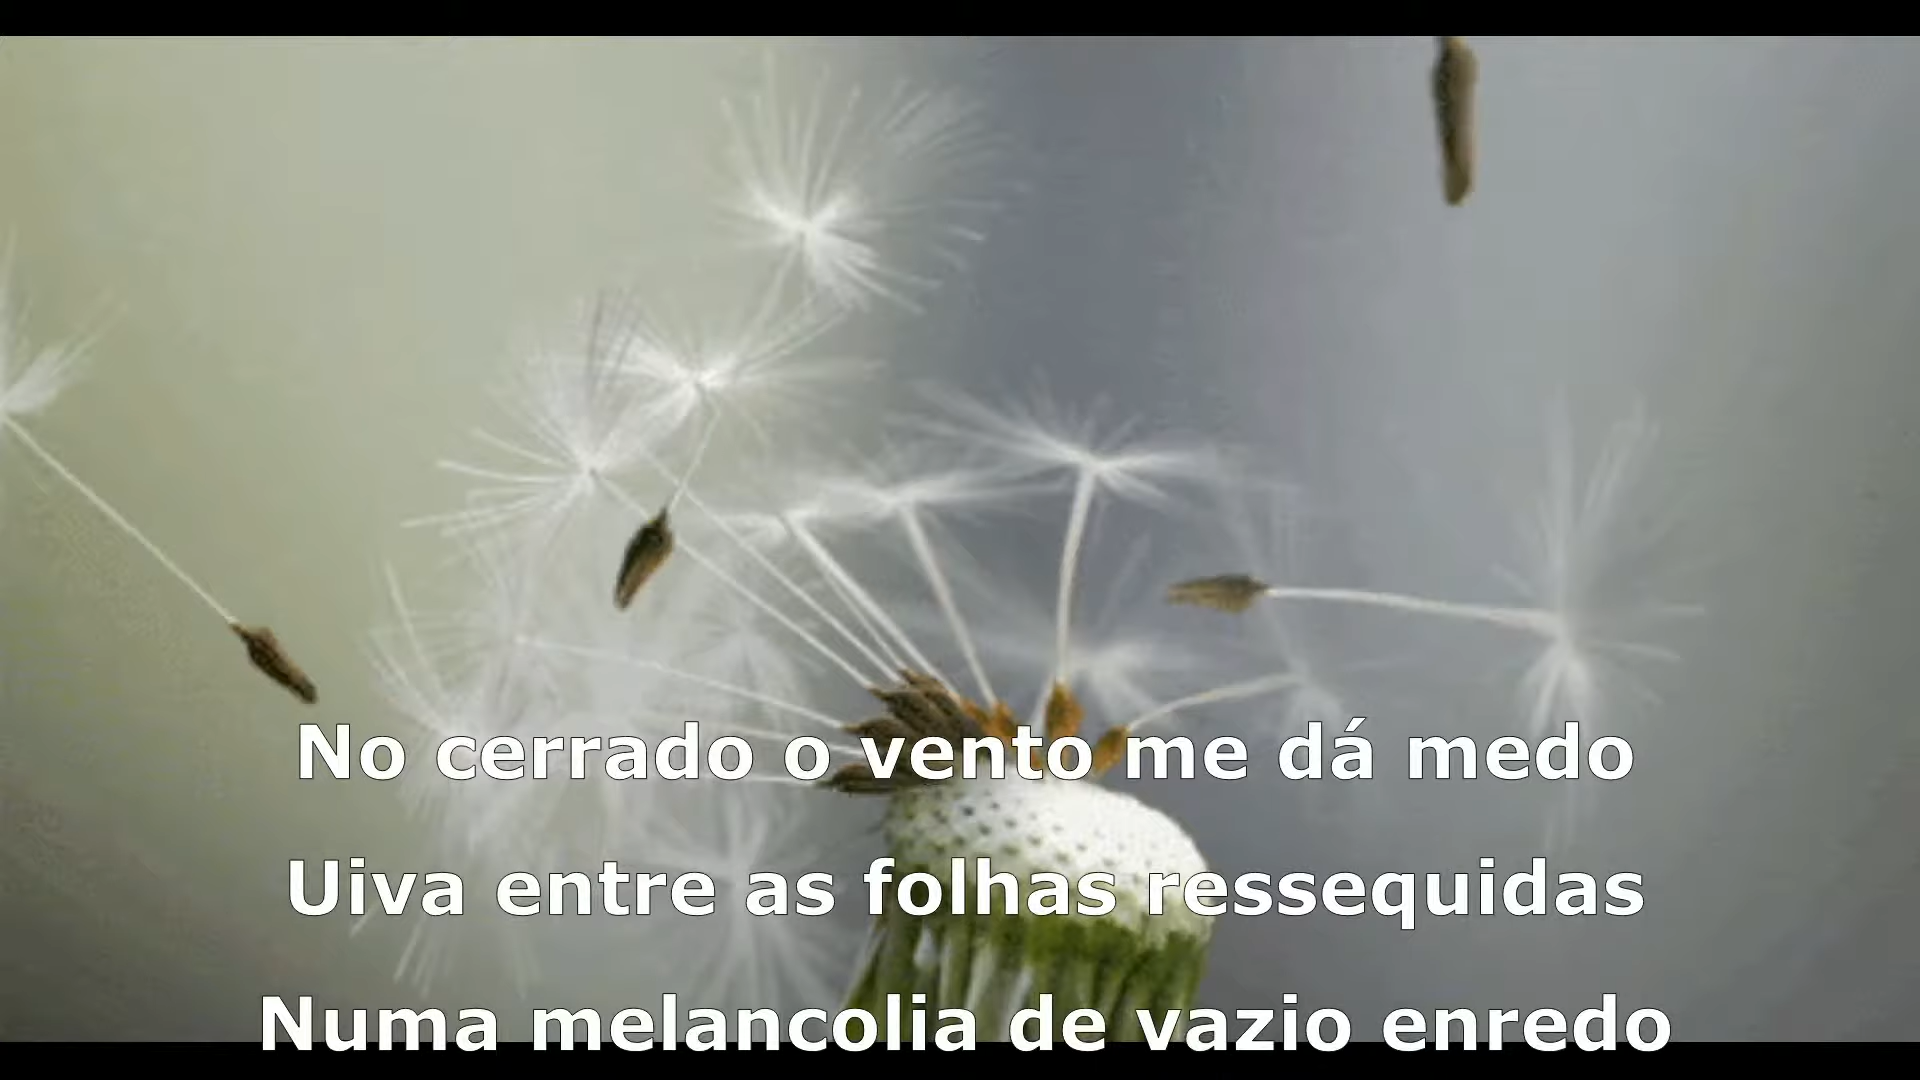 No cerrado o vento me dá medo
Uiva entre as folhas ressequidas
Numa melancolia de vazio enredo